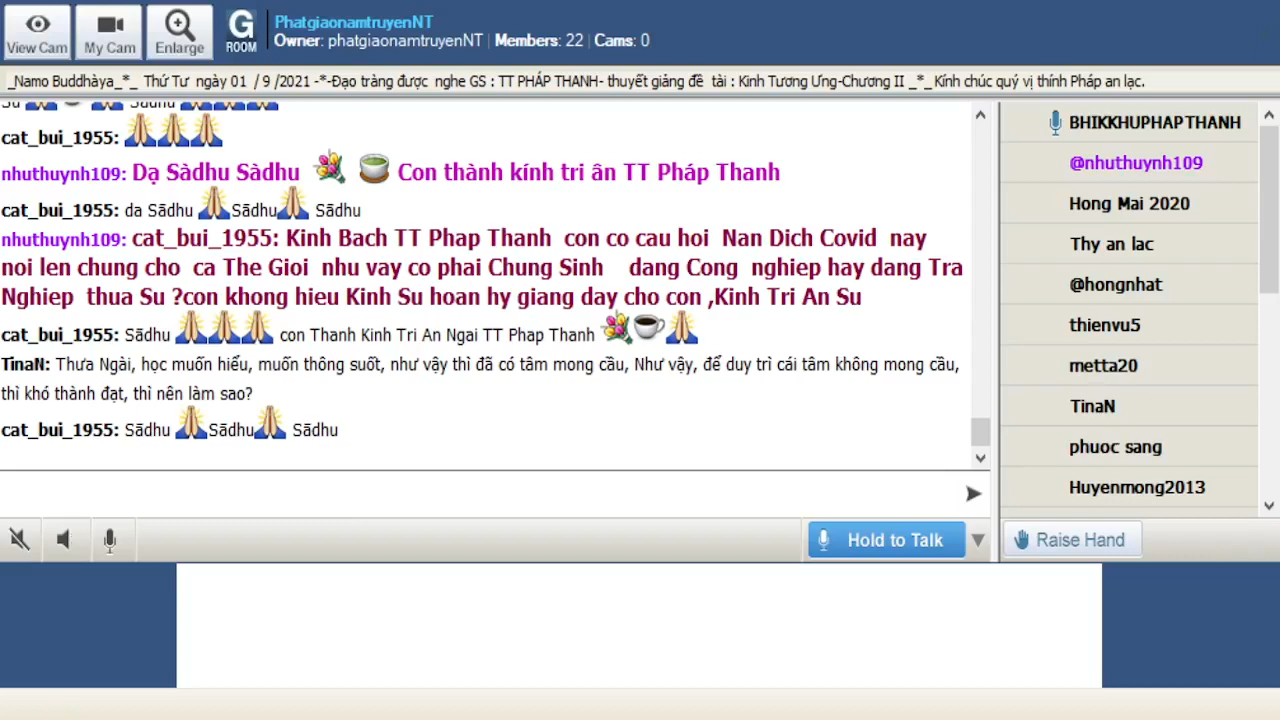 View Cam
My Cam
Enlarge
G
ROOM
PhatgiaonamtruyenNT
Owner: phatgiaonamtruyenNT | Members: 22 | Cams: 0
_Namo Buddhàya_*_ Thứ Tư ngày 01 / 9 /2021 -*-Đạo tràng được nghe GS : TT PHÁP THANH- thuyết giảng đề tài : Kinh Tương Ưng-Chương II _*_Kính chúc quý vị thính Pháp an lạc.
cat_bui_1955:
nhuthuynh109: Dạ Sàdhu Sàdhu Con thành kính tri ân TT Pháp Thanh
cat_bui_1955: da Sādhu Sādhu Sādhu
nhuthuynh109: cat_bui_1955: Kinh Bach TT Phap Thanh con co cau hoi Nan Dich Covid nay
noi len chung cho ca The Gioi nhu vay co phai Chung Sinh dang Cong nghiep hay dang Tra
Nghiep thua Su ?con khong hieu Kinh Su hoan hy giang day cho con ,Kinh Tri An Su
cat_bui_1955: Sādhu con Thanh Kinh Tri An Ngai TT Phap Thanh
TinaN: Thưa Ngài, học muốn hiểu, muốn thông suốt, như vậy thì đã có tâm mong cầu, Như vậy, để duy trì cái tâm không mong cầu,
thì khó thành đạt, thì nên làm sao?
cat_bui_1955: Sādhu Sādhu Sādhu
Hold to Talk
BHIKKHUPHAPTHANH
@nhuthuynh109
Hong Mai 2020
Thy an lac
@hongnhat
thienvu5
metta20
TinaN
phuoc sang
Huyenmong2013
Raise Hand